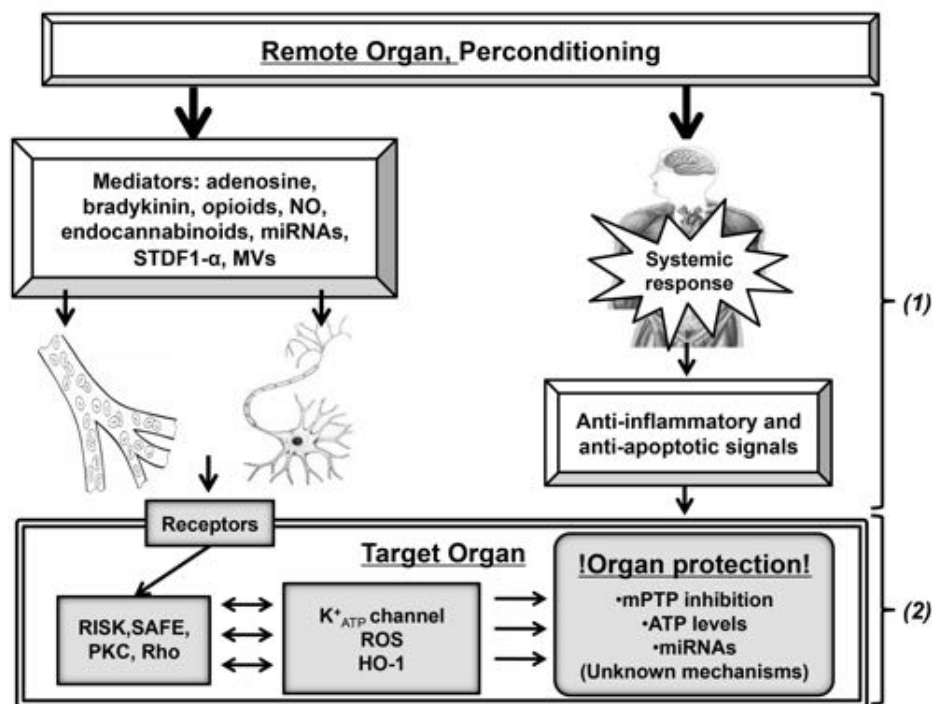 Remote Organ, Perconditioning
Mediators: adenosine,
bradykinin, opioids, NO,
endocannabinoids, miRNAs,
STDF1-α, MVs
Systemic
response
(1)
Anti-inflammatory and
anti-apoptotic signals
Receptors
Target Organ
RISK,SAFE,
PKC, Rho
K⁺ATP channel
ROS
HO-1
!Organ protection!
•mPTP inhibition
•ATP levels
•miRNAs
(Unknown mechanisms)
(2)